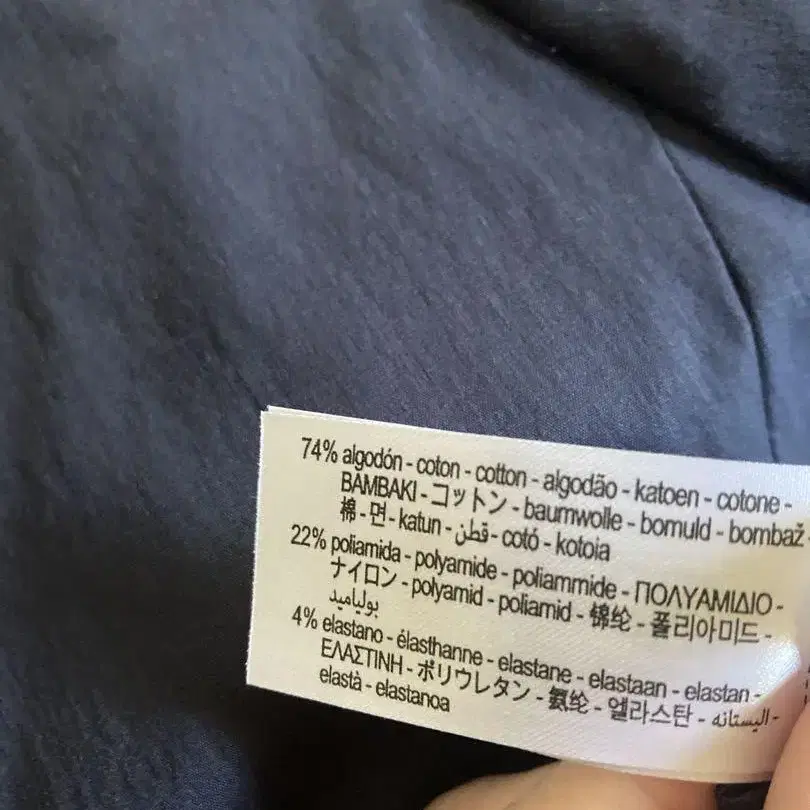 74% algodón - coton - cotton - algodão - katoen - cotone -
BAMBAKI - コットン - baumwolle - bomuld - bombaž -
棉 - 면 - katun - قطن - cotó - kotoia
22% poliamida - polyamide - poliammide - ΠΟΛΥΑΜΙΔΙΟ -
ナイロン - polyamid - poliamid - 锦纶 - 폴리아미드 -
بولياميد
4% elastano - élasthanne - elastane - elastaan - elastan -
ΕΛΑΣΤΙΝΗ - ポリウレタン - 氨纶 - 엘라스탄 - اليستانه -
elastà - elastanoa